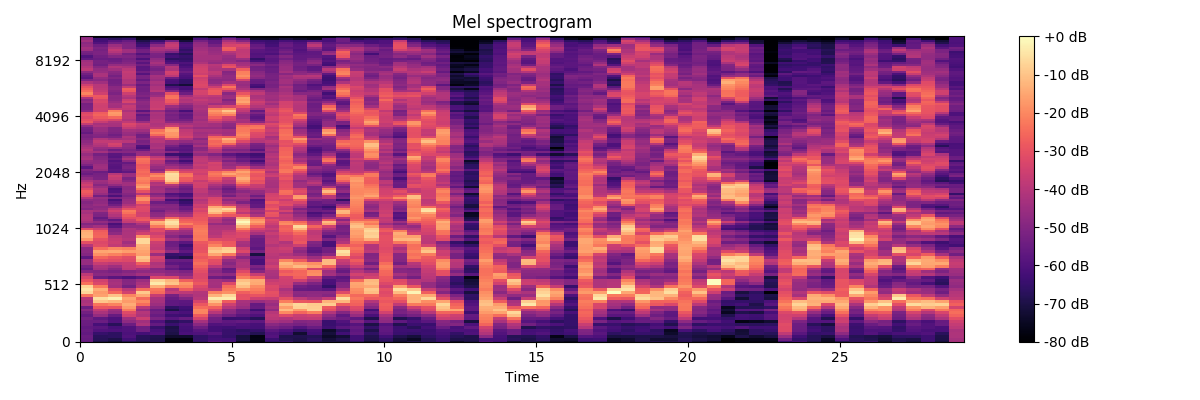 Mel spectrogram
Hz
8192
4096
2048
1024
512
0
0 5 10 15 20 25
Time
+0 dB
-10 dB
-20 dB
-30 dB
-40 dB
-50 dB
-60 dB
-70 dB
-80 dB